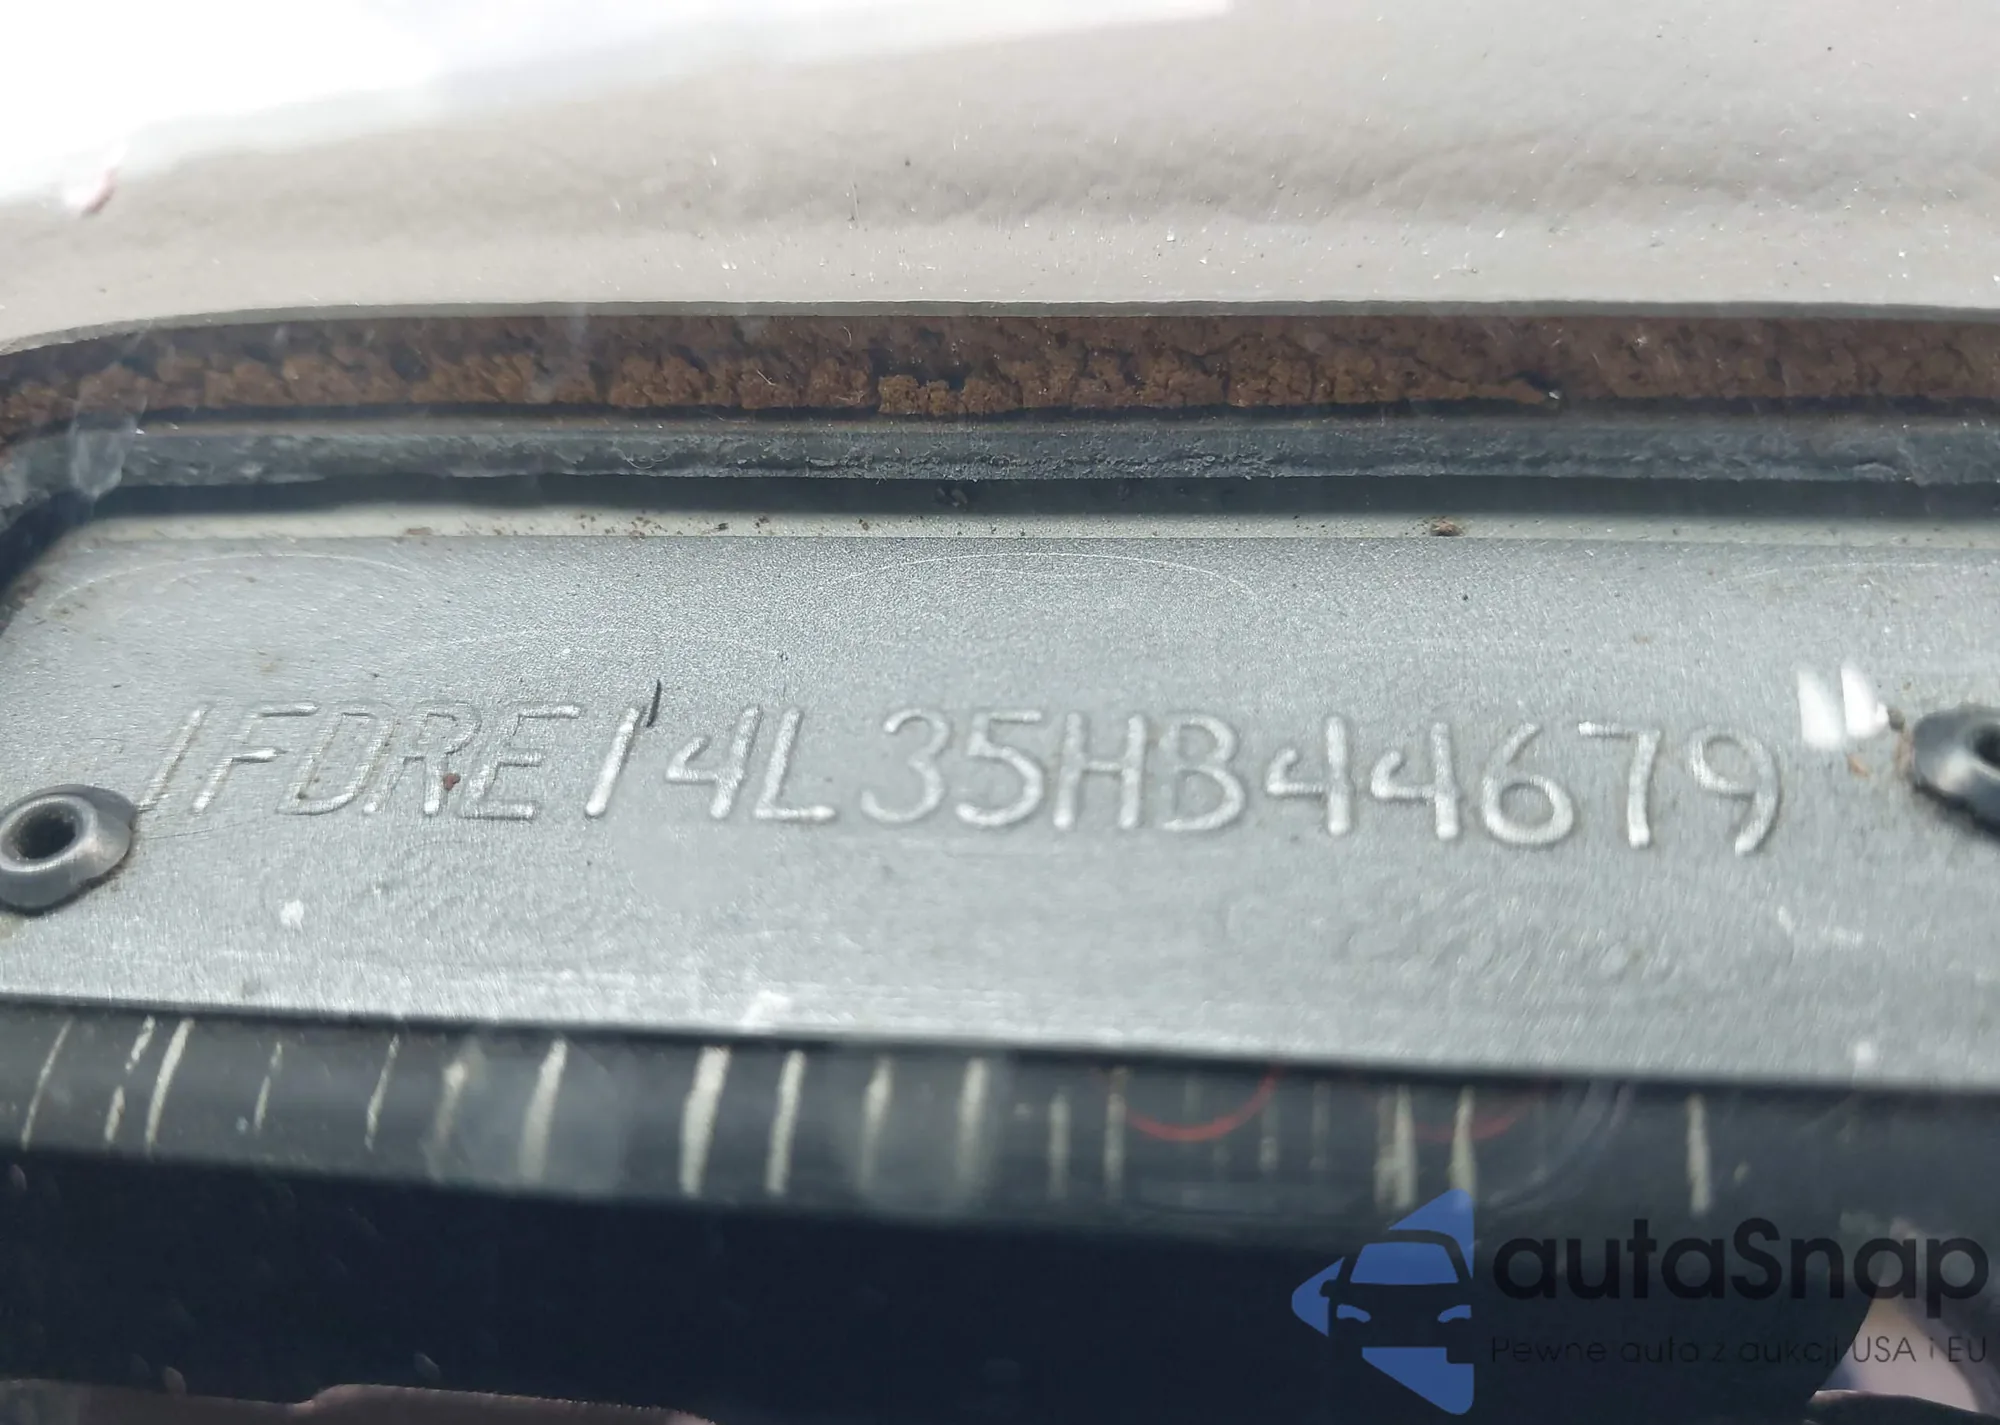 1FDRE14L35HB44679"
autaSnap
Pewne auto z aukcji USA i EU